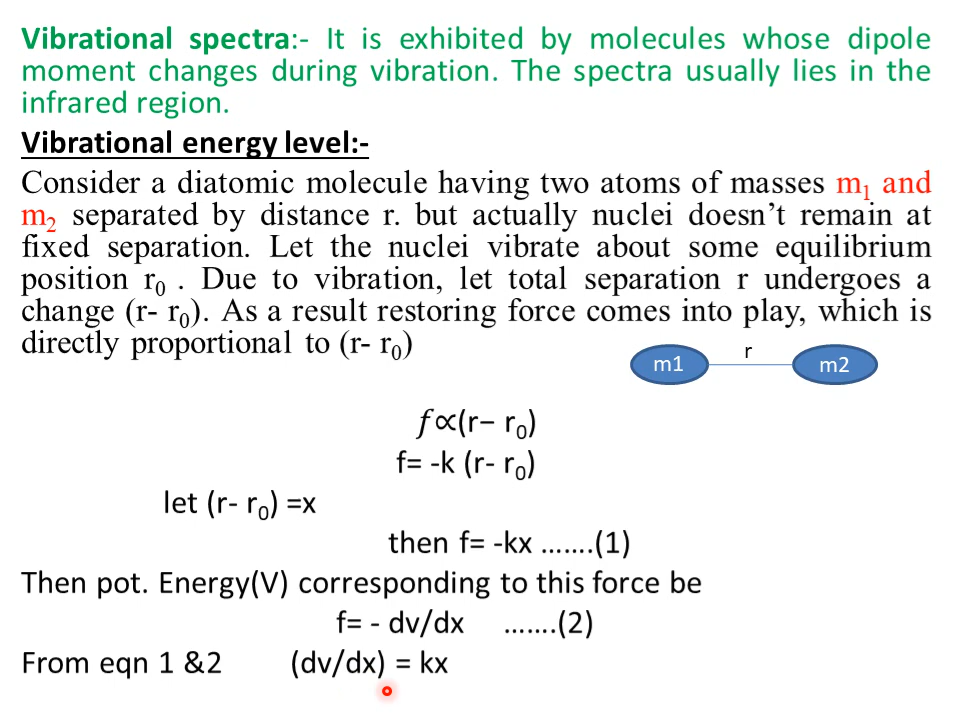 Vibrational spectra:- It is exhibited by molecules whose dipole
moment changes during vibration. The spectra usually lies in the
infrared region.
Vibrational energy level:-
Consider a diatomic molecule having two atoms of masses m₁ and
m₂ separated by distance r. but actually nuclei doesn’t remain at
fixed separation. Let the nuclei vibrate about some equilibrium
position r₀ . Due to vibration, let total separation r undergoes a
change (r- r₀). As a result restoring force comes into play, which is
directly proportional to (r- r₀)
m1 r m2
𝑓∝(r− r₀)
f= -k (r- r₀)
let (r- r₀) =x
then f= -kx …….(1)
Then pot. Energy(V) corresponding to this force be
f= - dv/dx …….(2)
From eqn 1 &2 (dv/dx) = kx